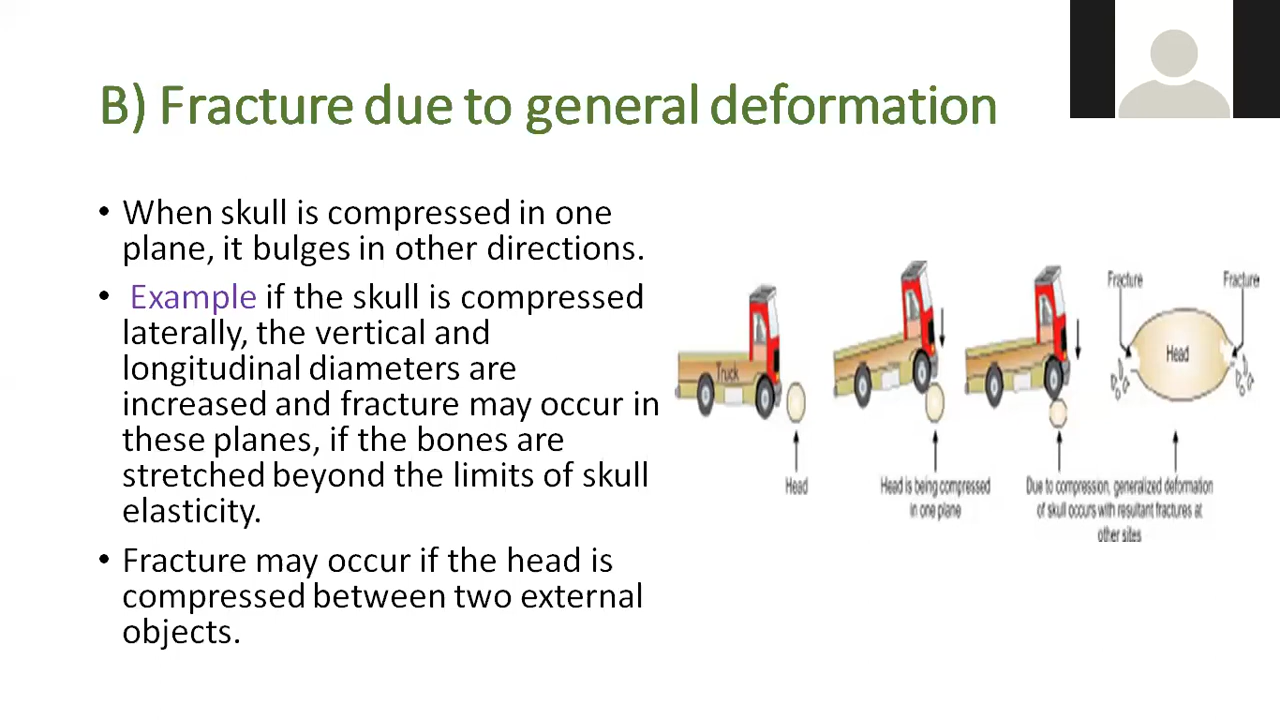 B) Fracture due to general deformation
• When skull is compressed in one
plane, it bulges in other directions.
• Example if the skull is compressed
laterally, the vertical and
longitudinal diameters are
increased and fracture may occur in
these planes, if the bones are
stretched beyond the limits of skull
elasticity.
• Fracture may occur if the head is
compressed between two external
objects.
Fracture Fracture
Truck
Head
Head
Head is being compressed
in one plane
Due to compression, generalized deformation
of skull occurs with resultant fractures at
other sites